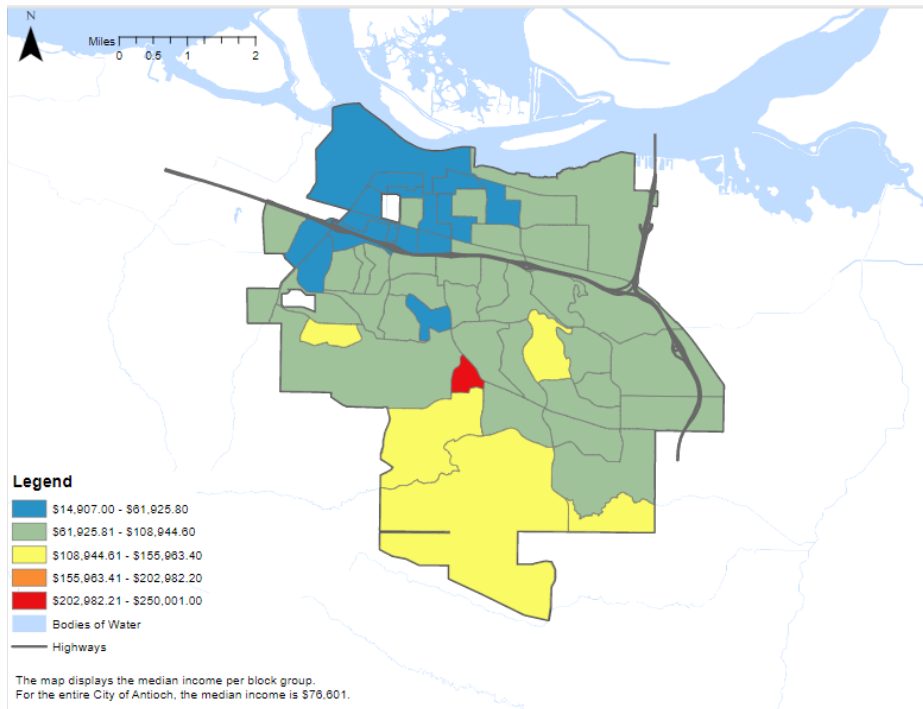 N
Miles
0 0.5 1 2
Legend
$14,907.00 - $61,925.80
$61,925.81 - $108,944.60
$108,944.61 - $155,963.40
$155,963.41 - $202,982.20
$202,982.21 - $250,001.00
Bodies of Water
Highways
The map displays the median income per block group.
For the entire City of Antioch, the median income is $76,601.